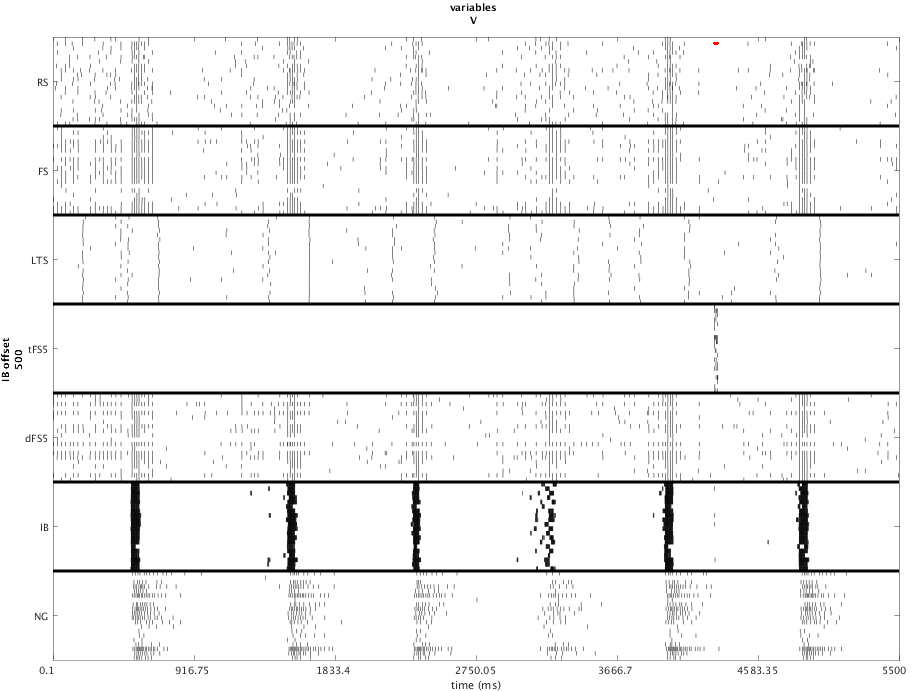 variables
V
RS
FS
LTS
tFS5
dFS5
IB
NG
IB offset
500
0.1
916.75
1833.4
2750.05
3666.7
4583.35
5500
time (ms)